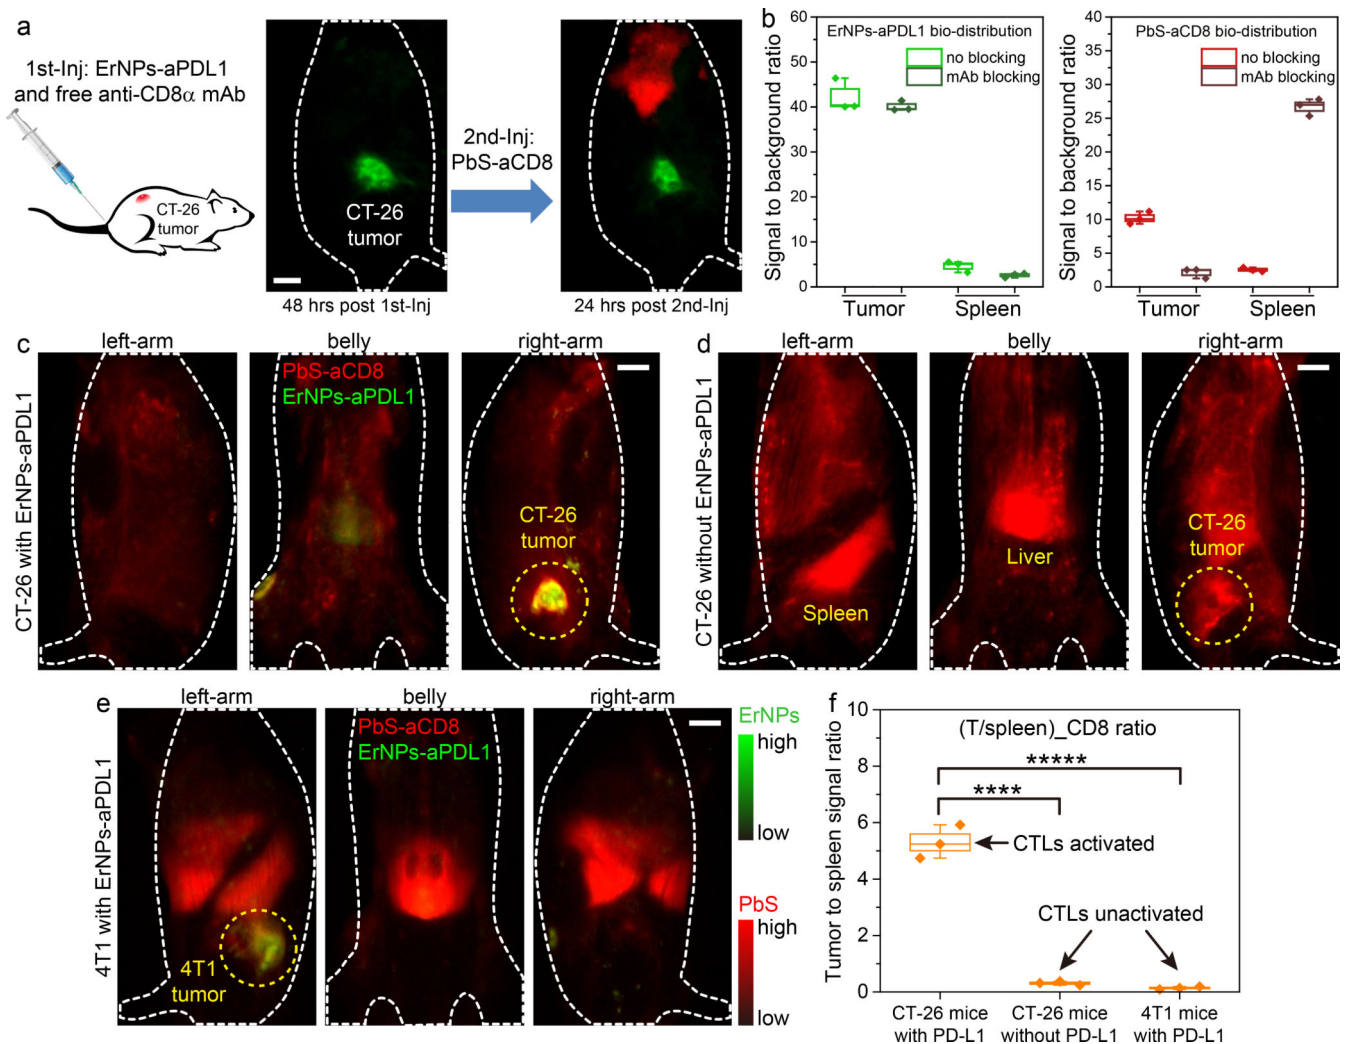 a
1st-Inj: ErNPs-aPDL1
and free anti-CD8α mAb
CT-26
tumor
CT-26
tumor
48 hrs post 1st-Inj
2nd-Inj:
PbS-aCD8
24 hrs post 2nd-Inj
b
Signal to background ratio
60
50
40
30
20
10
0
ErNPs-aPDL1 bio-distribution
no blocking
mAb blocking
Tumor
Spleen
Signal to background ratio
40
35
30
25
20
15
10
5
0
PbS-aCD8 bio-distribution
no blocking
mAb blocking
Tumor
Spleen
c
CT-26 with ErNPs-aPDL1
left-arm
belly
right-arm
PbS-aCD8
ErNPs-aPDL1
CT-26
tumor
d
CT-26 without ErNPs-aPDL1
left-arm
belly
right-arm
Spleen
Liver
CT-26
tumor
e
4T1 with ErNPs-aPDL1
left-arm
belly
right-arm
4T1
tumor
PbS-aCD8
ErNPs-aPDL1
ErNPs
high
low
PbS
high
low
f
Tumor to spleen signal ratio
10
8
6
4
2
0
(T/spleen)_CD8 ratio
*****
****
CTLs activated
CTLs unactivated
CT-26 mice
with PD-L1
CT-26 mice
without PD-L1
4T1 mice
with PD-L1